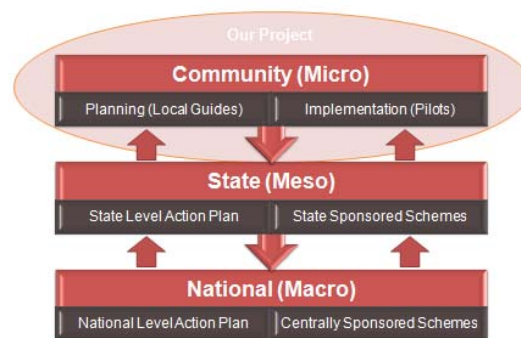 Our Project
Community (Micro)
Planning (Local Guides) Implementation (Pilots)
State (Meso)
State Level Action Plan State Sponsored Schemes
National (Macro)
National Level Action Plan Centrally Sponsored Schemes